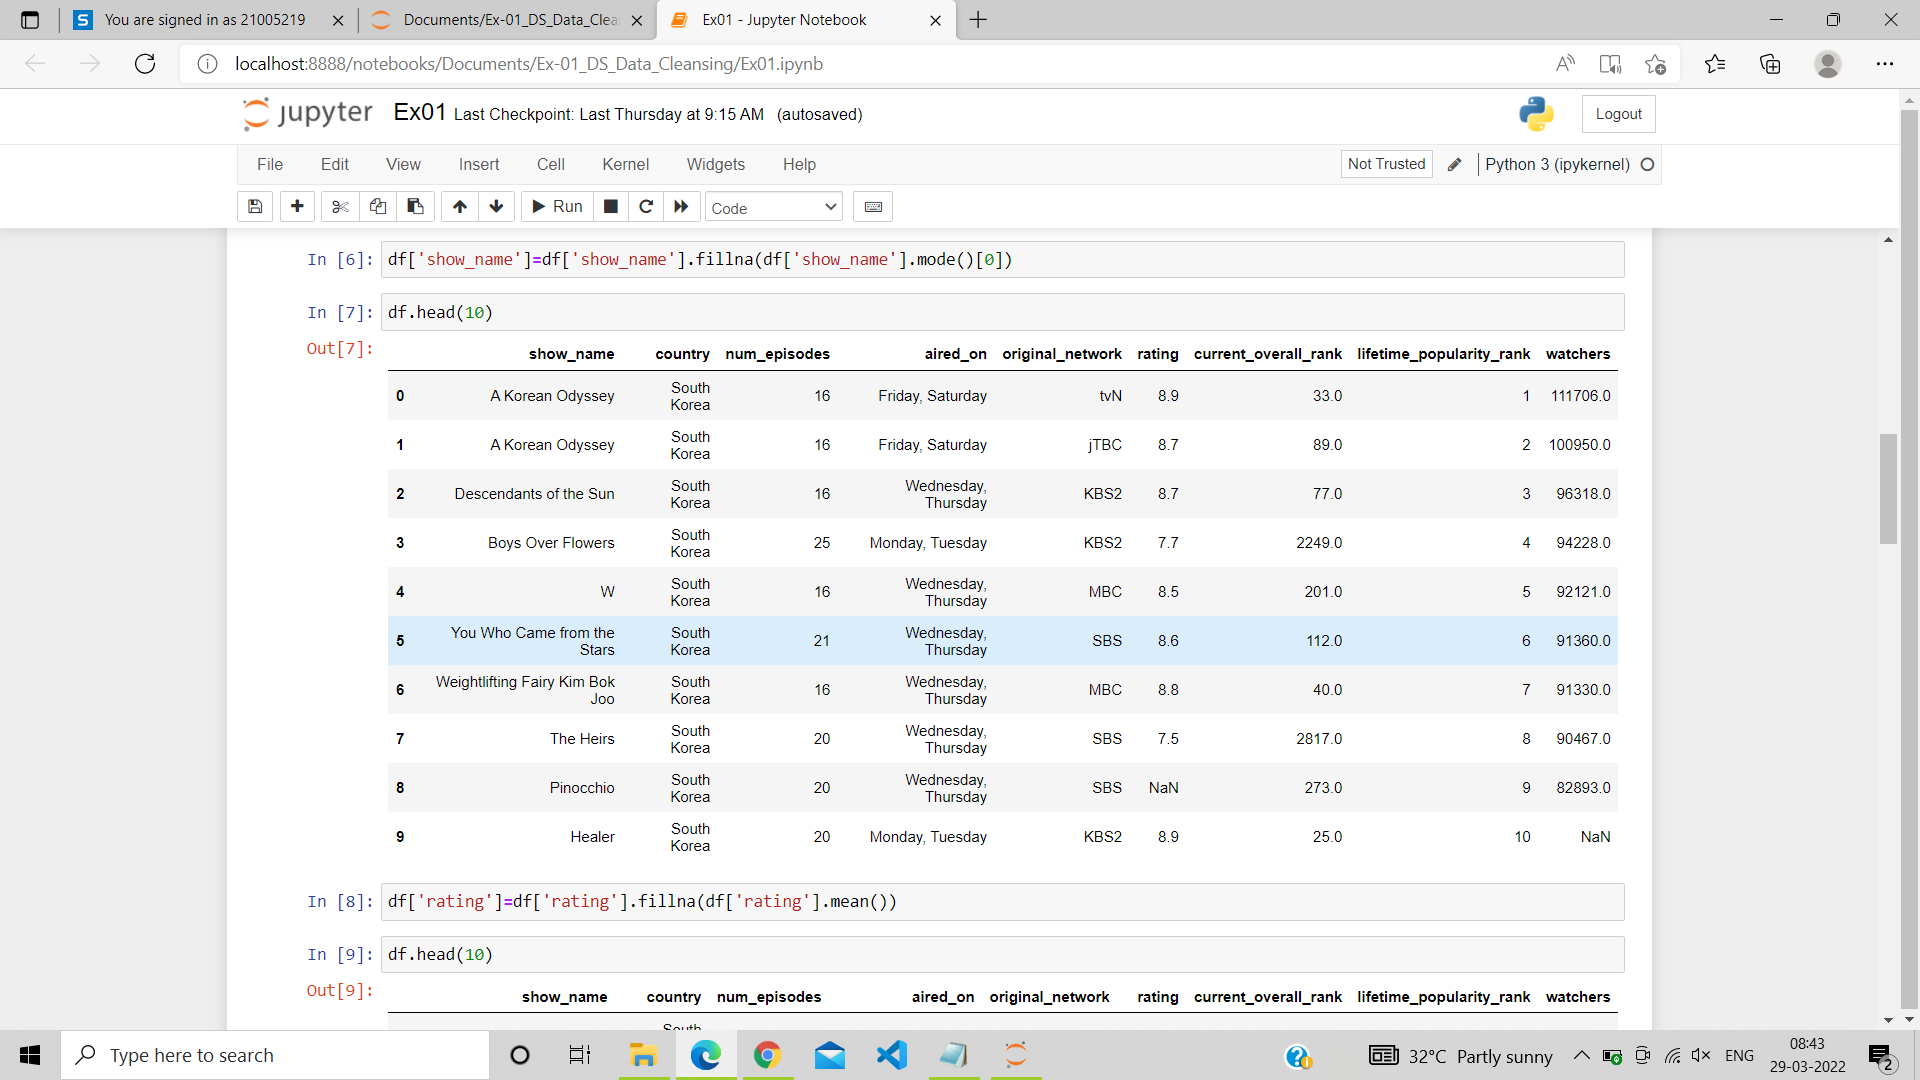 You are signed in as 21005219
Documents/Ex-01_DS_Data_Clea
Ex01 - Jupyter Notebook
localhost:8888/notebooks/Documents/Ex-01_DS_Data_Cleansing/Ex01.ipynb
jupyter Ex01 Last Checkpoint: Last Thursday at 9:15 AM (autosaved)
Logout
File Edit View Insert Cell Kernel Widgets Help
Not Trusted
Python 3 (ipykernel)
Run
Code
In [6]: df['show_name']=df['show_name'].fillna(df['show_name'].mode()[0])
In [7]: df.head(10)
Out[7]:
show_name country num_episodes aired_on original_network rating current_overall_rank lifetime_popularity_rank watchers
0 A Korean Odyssey South Korea 16 Friday, Saturday tvN 8.9 33.0 1 111706.0
1 A Korean Odyssey South Korea 16 Friday, Saturday jTBC 8.7 89.0 2 100950.0
2 Descendants of the Sun South Korea 16 Wednesday, Thursday KBS2 8.7 77.0 3 96318.0
3 Boys Over Flowers South Korea 25 Monday, Tuesday KBS2 7.7 2249.0 4 94228.0
4 W South Korea 16 Wednesday, Thursday MBC 8.5 201.0 5 92121.0
5 You Who Came from the Stars South Korea 21 Wednesday, Thursday SBS 8.6 112.0 6 91360.0
6 Weightlifting Fairy Kim Bok Joo South Korea 16 Wednesday, Thursday MBC 8.8 40.0 7 91330.0
7 The Heirs South Korea 20 Wednesday, Thursday SBS 7.5 2817.0 8 90467.0
8 Pinocchio South Korea 20 Wednesday, Thursday SBS NaN 273.0 9 82893.0
9 Healer South Korea 20 Monday, Tuesday KBS2 8.9 25.0 10 NaN
In [8]: df['rating']=df['rating'].fillna(df['rating'].mean())
In [9]: df.head(10)
Out[9]:
show_name country num_episodes aired_on original_network rating current_overall_rank lifetime_popularity_rank watchers
South
Type here to search
32°C Partly sunny
ENG
08:43
29-03-2022
2